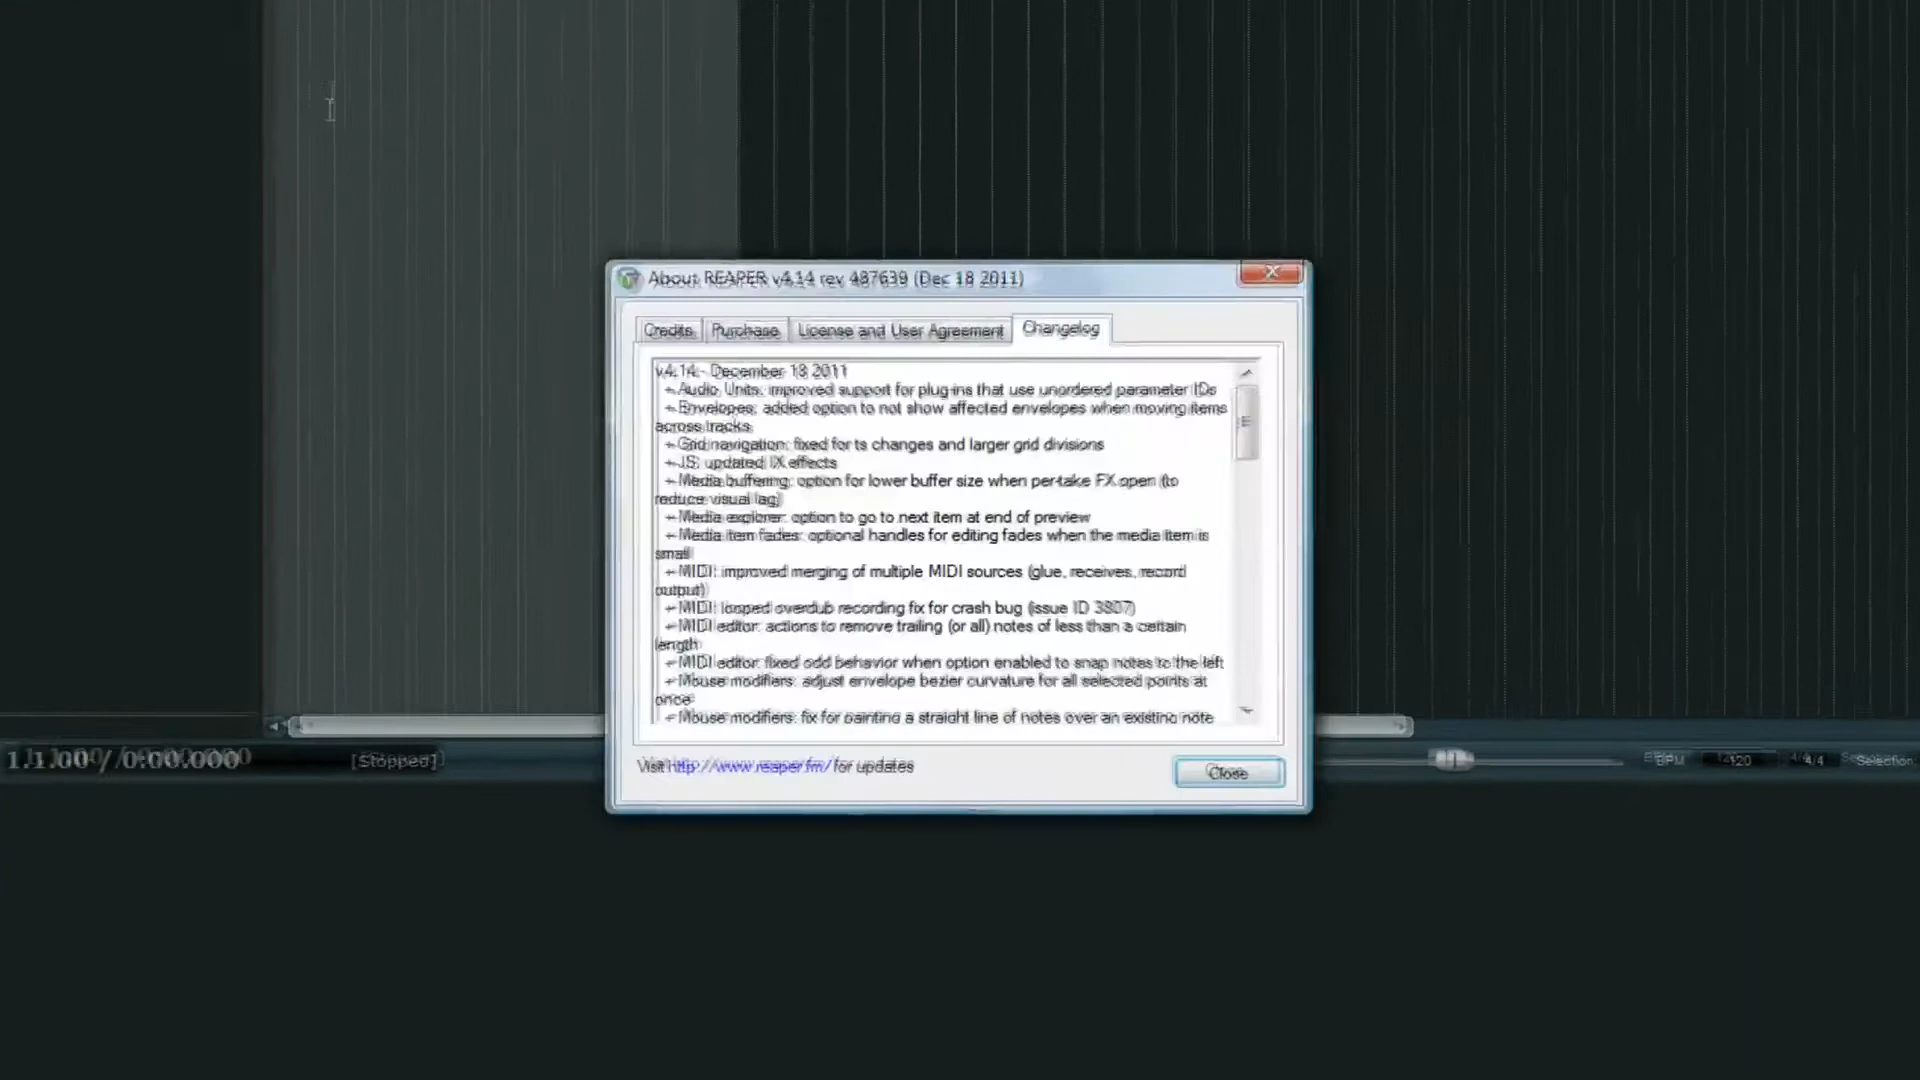 About REAPER v4.14 rev 487639 (Dec 18 2011)
Credits Purchase License and User Agreement Changelog
v4.14 - December 18 2011
+ Audio Units: improved support for plug-ins that use unordered parameter IDs
+ Envelopes: added option to not show affected envelopes when moving items
across tracks
+ Grid navigation: fixed for ts changes and larger grid divisions
+ JS: updated IX effects
+ Media buffering: option for lower buffer size when per-take FX open (to
reduce visual lag)
+ Media explorer: option to go to next item at end of preview
+ Media item fades: optional handles for editing fades when the media item is
small
+ MIDI: improved merging of multiple MIDI sources (glue, receives, record
output)
+ MIDI: looped overdub recording fix for crash bug (issue ID 3807)
+ MIDI editor: actions to remove trailing (or all) notes of less than a certain
length
+ MIDI editor: fixed odd behavior when option enabled to snap notes to the left
+ Mouse modifiers: adjust envelope bezier curvature for all selected points at
once
+ Mouse modifiers: fix for painting a straight line of notes over an existing note
Visit http://www.reaper.fm/ for updates
Close
1.1.00 / 0:00.000
[Stopped]
BPM 120 4/4 Selection: